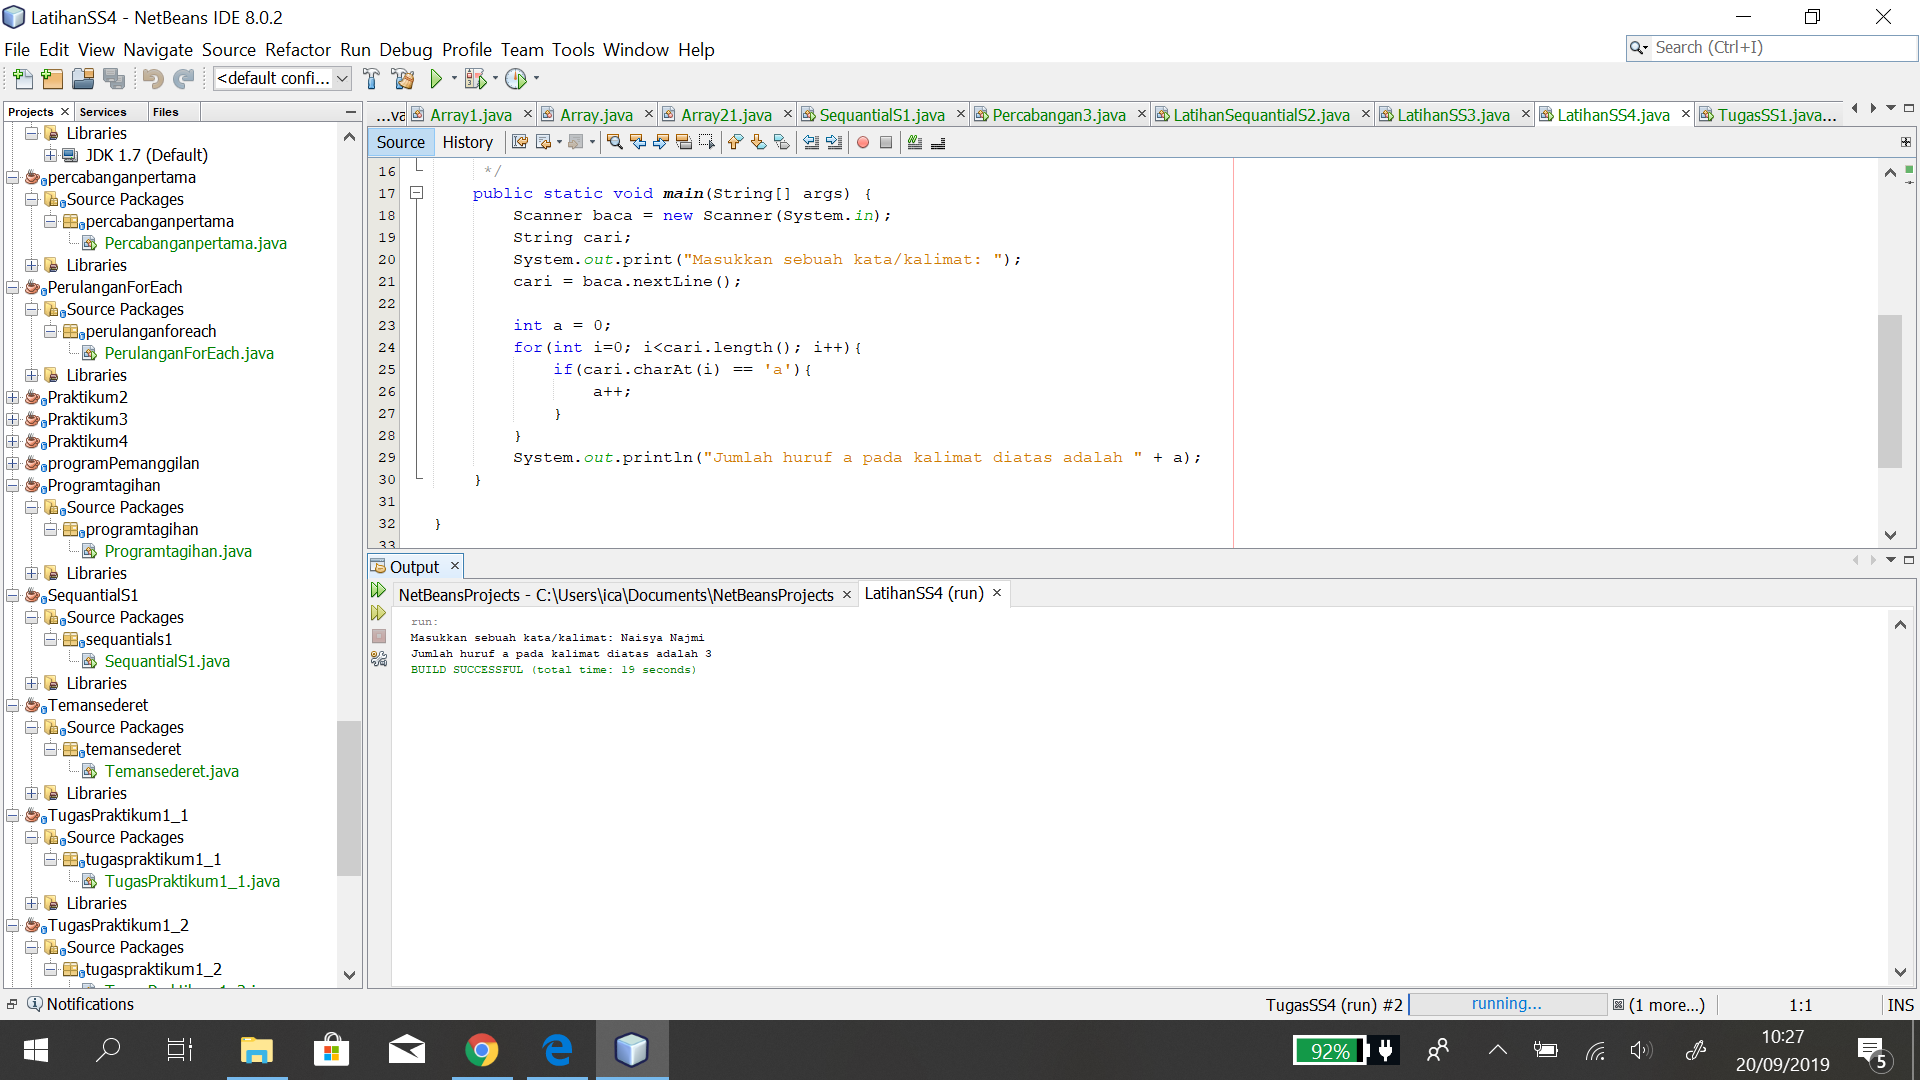 LatihanSS4 - NetBeans IDE 8.0.2
File Edit View Navigate Source Refactor Run Debug Profile Team Tools Window Help
Search (Ctrl+I)
<default confi...
Projects Services Files
Libraries
JDK 1.7 (Default)
percabanganpertama
Source Packages
percabanganpertama
Percabanganpertama.java
Libraries
PerulanganForEach
Source Packages
perulanganforeach
PerulanganForEach.java
Libraries
Praktikum2
Praktikum3
Praktikum4
programPemanggilan
Programtagihan
Source Packages
programtagihan
Programtagihan.java
Libraries
SequantialS1
Source Packages
sequantials1
SequantialS1.java
Libraries
Temansederet
Source Packages
temansederet
Temansederet.java
Libraries
TugasPraktikum1_1
Source Packages
tugaspraktikum1_1
TugasPraktikum1_1.java
Libraries
TugasPraktikum1_2
Source Packages
tugaspraktikum1_2
...va Array1.java Array.java Array21.java SequantialS1.java Percabangan3.java LatihanSequantialS2.java LatihanSS3.java LatihanSS4.java TugasSS1.java...
Source History
16 */
17 public static void main(String[] args) {
18 Scanner baca = new Scanner(System.in);
19 String cari;
20 System.out.print("Masukkan sebuah kata/kalimat: ");
21 cari = baca.nextLine();
22
23 int a = 0;
24 for(int i=0; i<cari.length(); i++){
25 if(cari.charAt(i) == 'a'){
26 a++;
27 }
28 }
29 System.out.println("Jumlah huruf a pada kalimat diatas adalah " + a);
30 }
31
32 }
33
Output
NetBeansProjects - C:\Users\ica\Documents\NetBeansProjects LatihanSS4 (run)
run:
Masukkan sebuah kata/kalimat: Naisya Najmi
Jumlah huruf a pada kalimat diatas adalah 3
BUILD SUCCESSFUL (total time: 19 seconds)
Notifications
TugasSS4 (run) #2 running... (1 more...) 1:1 INS
92%
10:27
20/09/2019
5